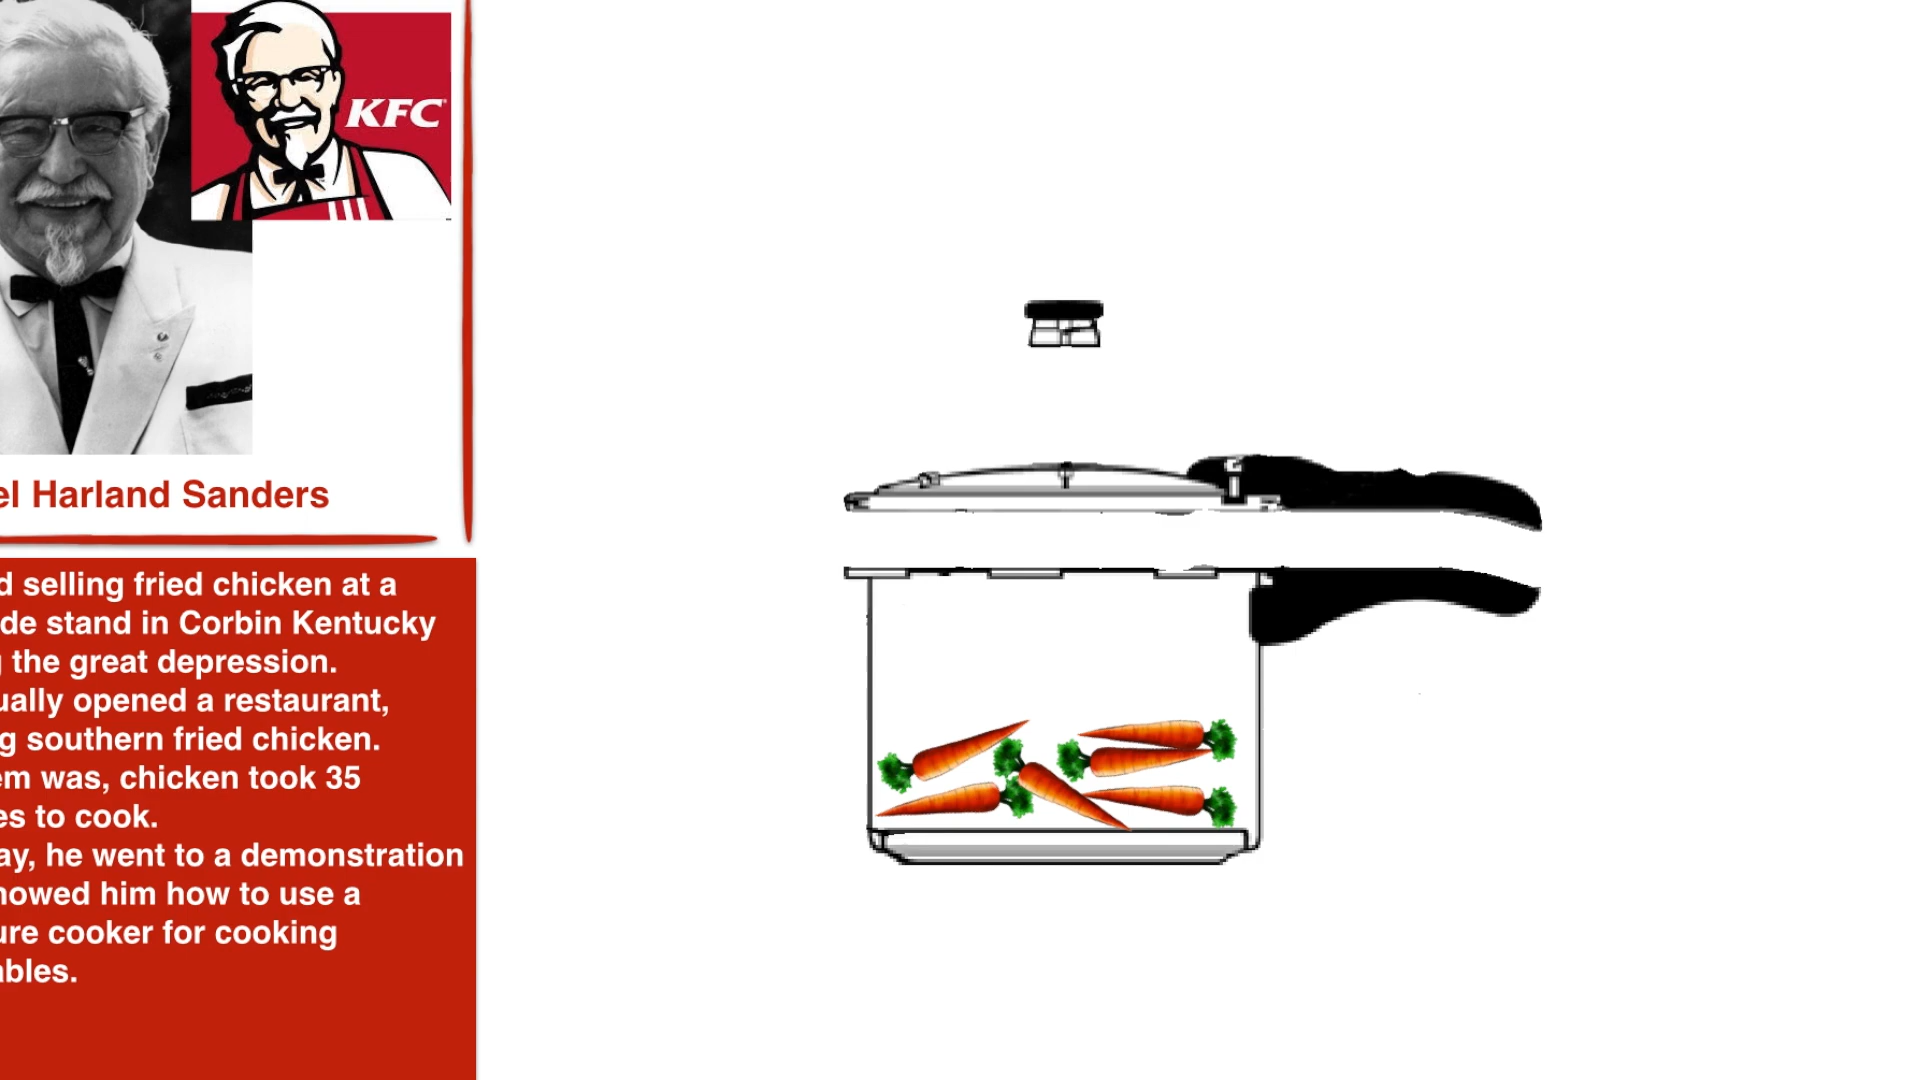 KFC
el Harland Sanders
d selling fried chicken at a
de stand in Corbin Kentucky
g the great depression.
ually opened a restaurant,
g southern fried chicken.
em was, chicken took 35
es to cook.
ay, he went to a demonstration
howed him how to use a
ure cooker for cooking
ables.